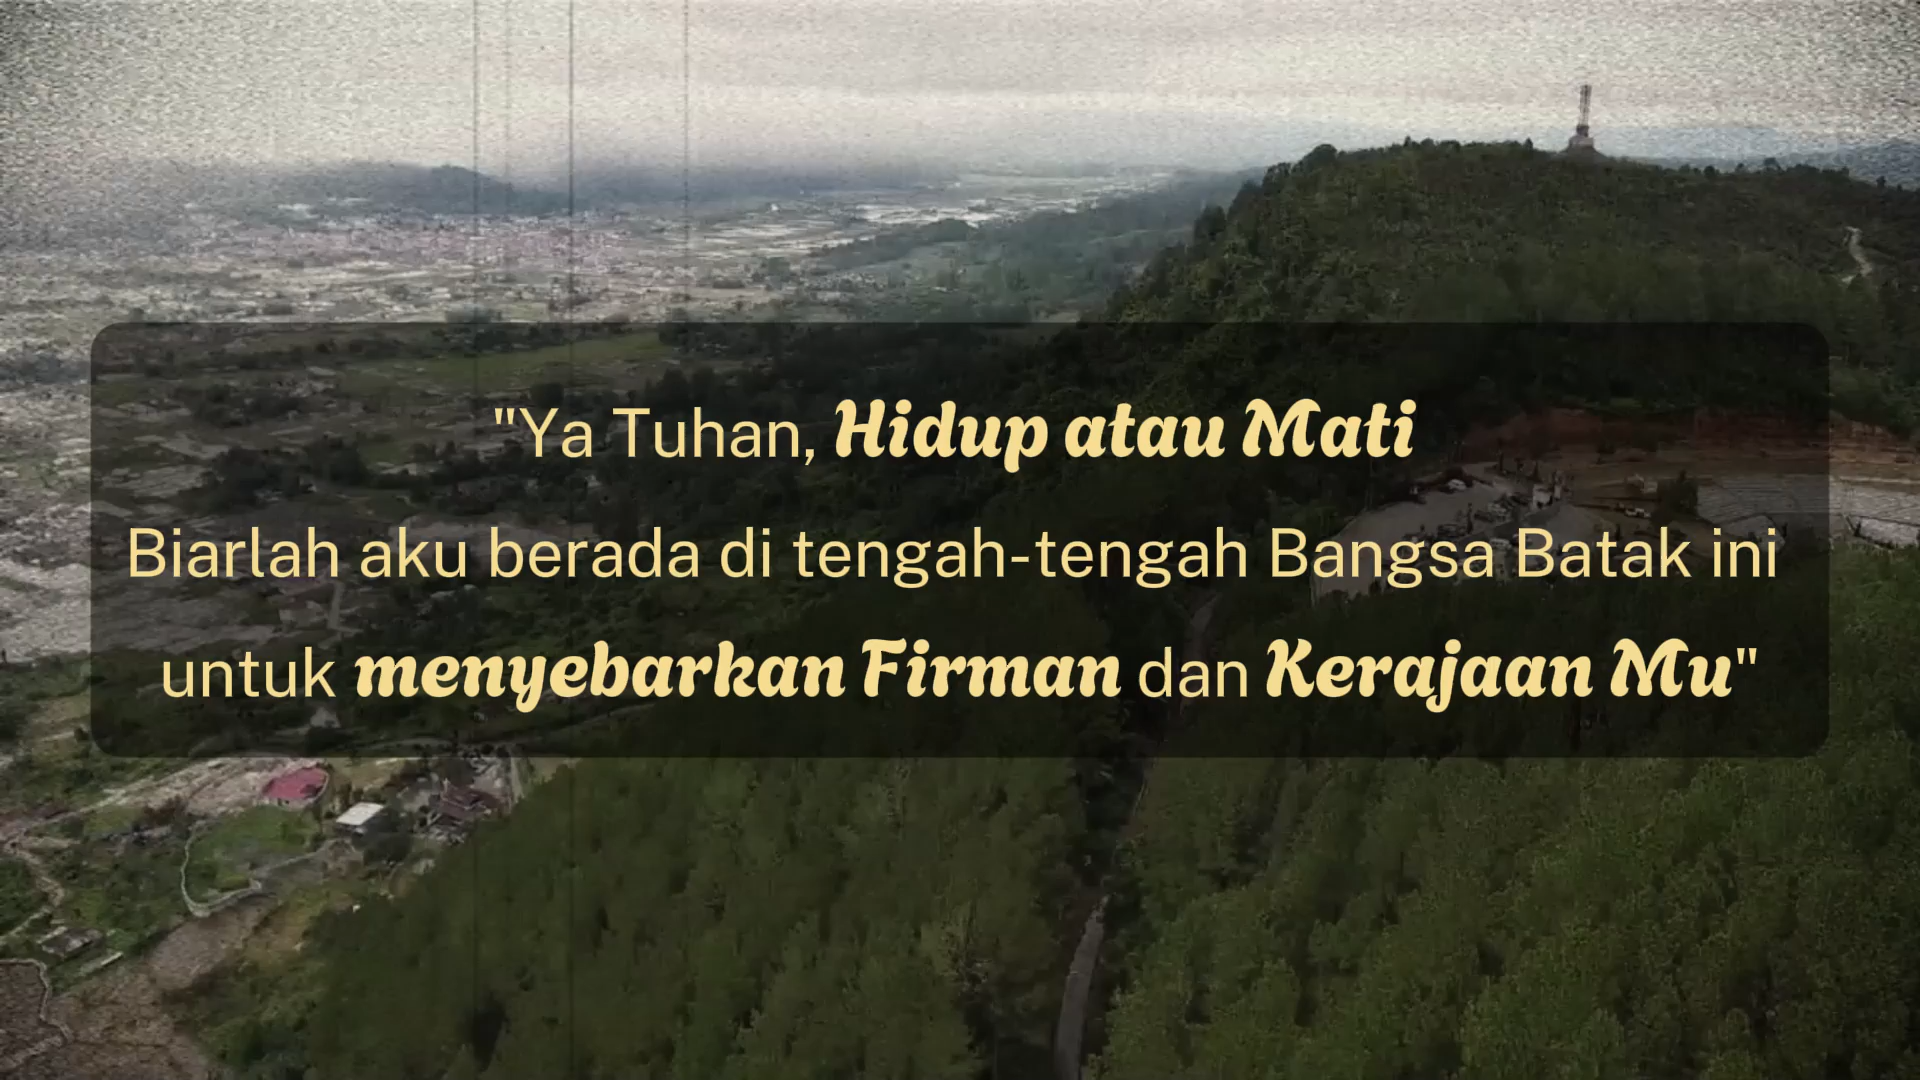 "Ya Tuhan, Hidup atau Mati
Biarlah aku berada di tengah-tengah Bangsa Batak ini
untuk menyebarkan Firman dan Kerajaan Mu"